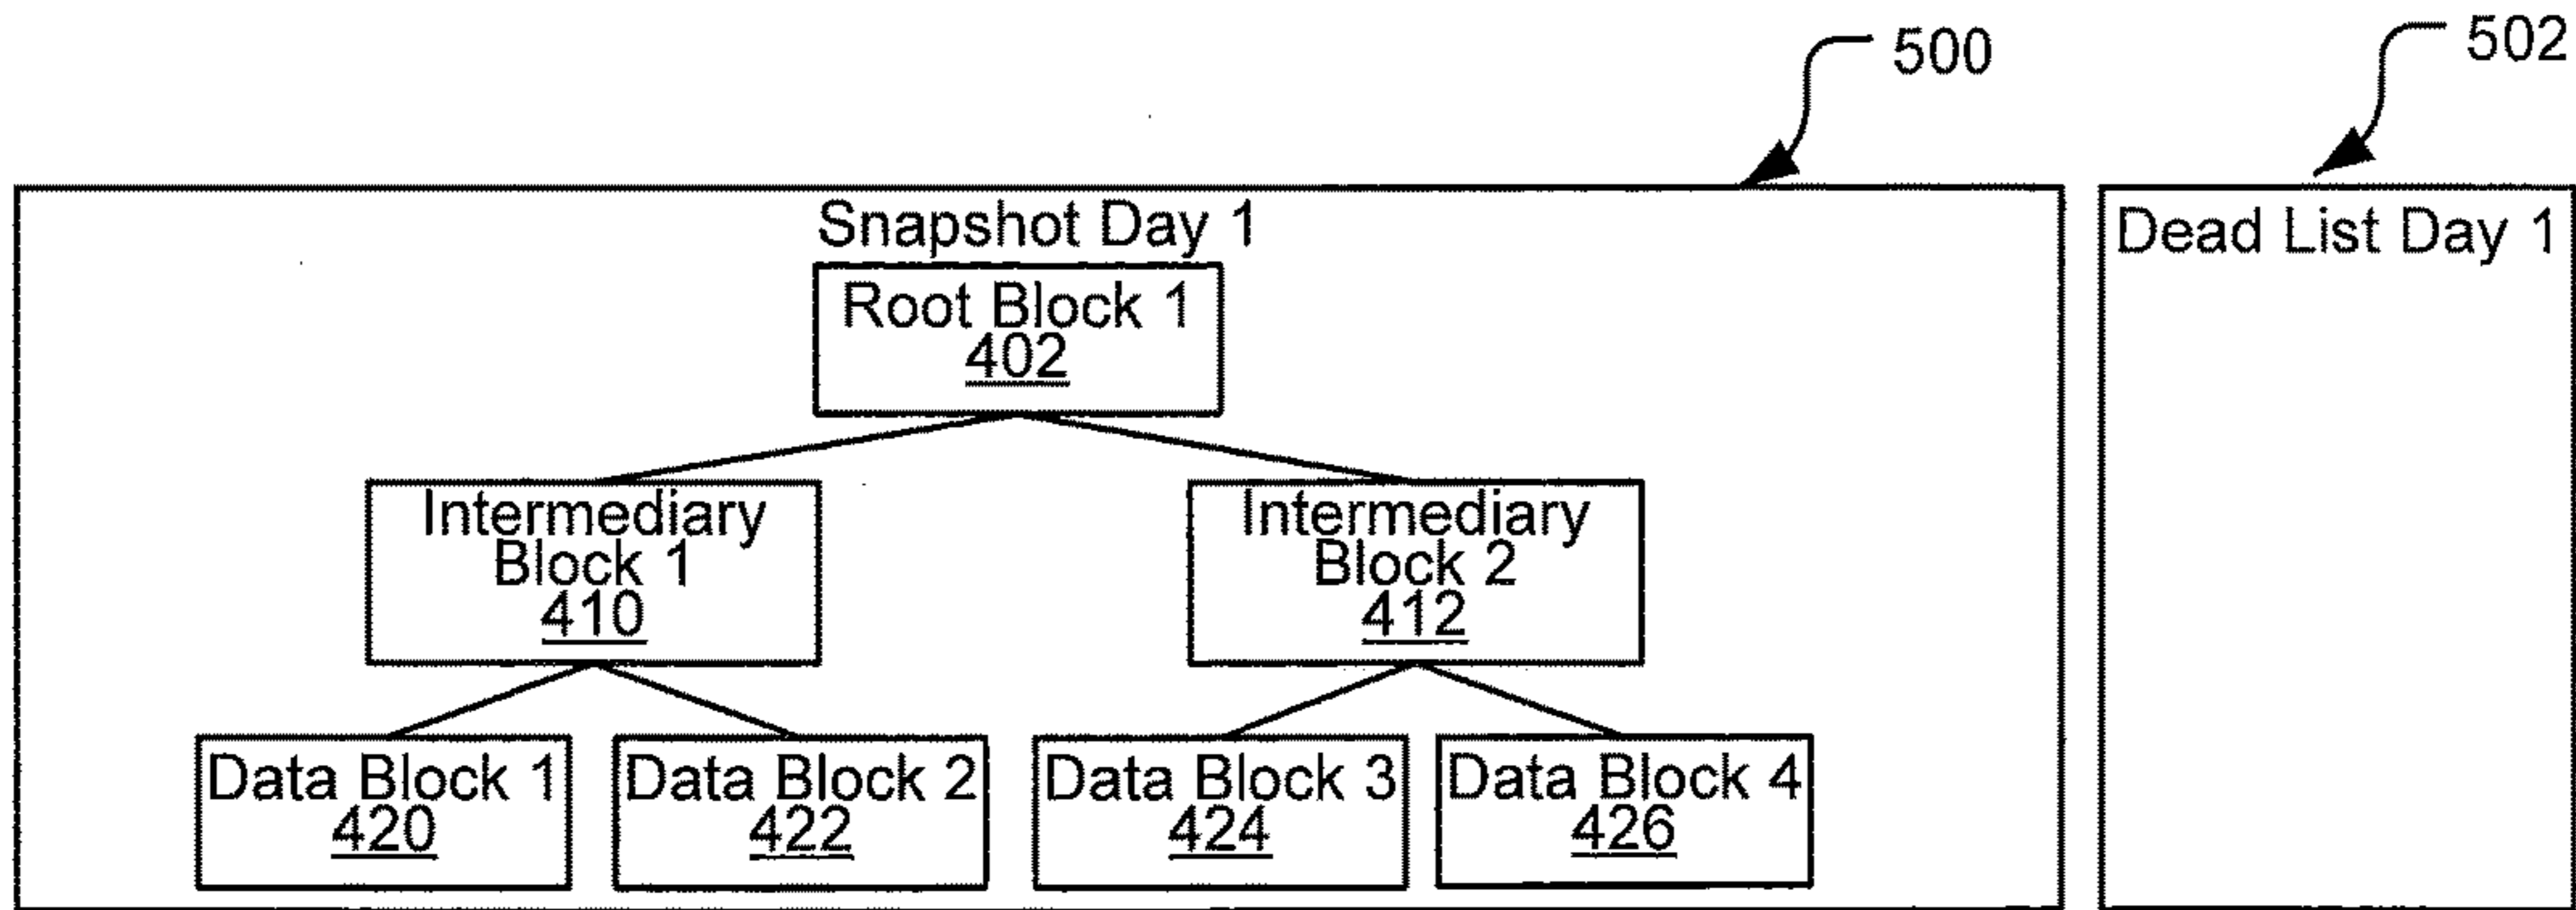 500
502
Snapshot Day 1
Dead List Day 1
Root Block 1
402
Intermediary
Block 1
410
Intermediary
Block 2
412
Data Block 1
420
Data Block 2
422
Data Block 3
424
Data Block 4
426